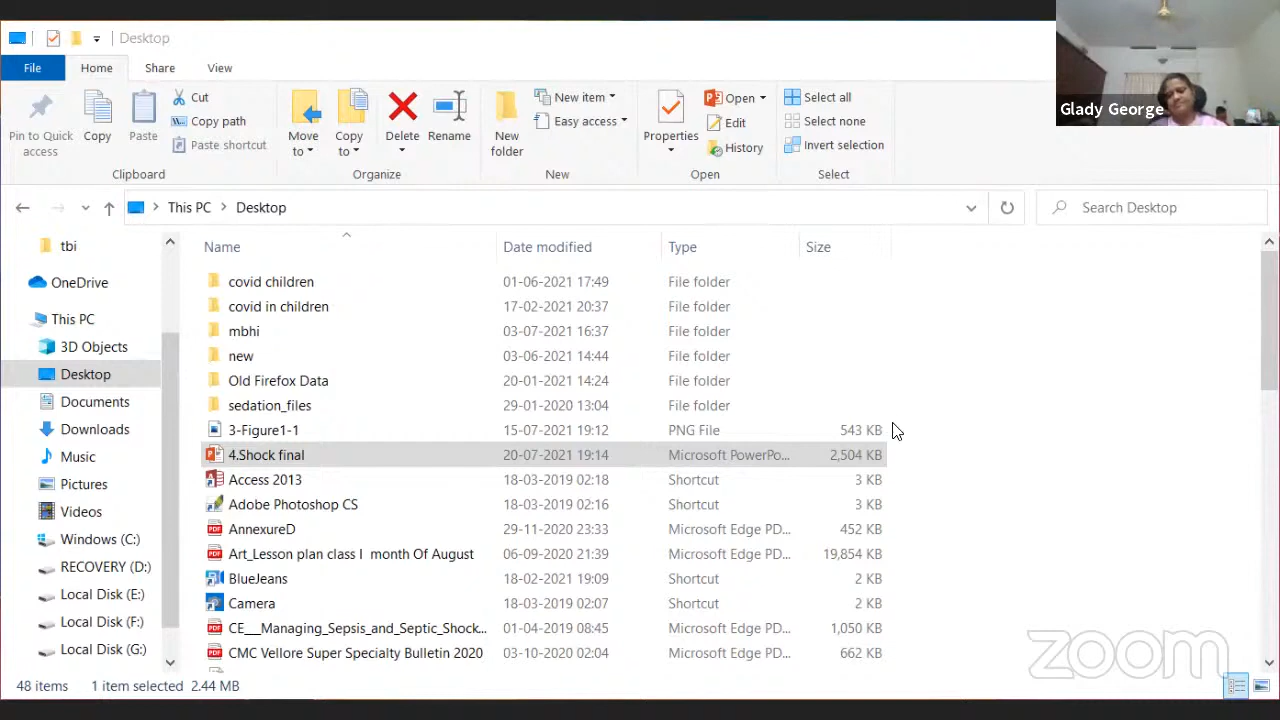 Desktop
File Home Share View
Pin to Quick access
Copy
Paste
Cut
Copy path
Paste shortcut
Clipboard
Move to
Copy to
Delete
Rename
Organize
New folder
New item
Easy access
New
Properties
Open
Edit
History
Open
Select all
Select none
Invert selection
Select
Glady George
This PC Desktop
Search Desktop
tbi
OneDrive
This PC
3D Objects
Desktop
Documents
Downloads
Music
Pictures
Videos
Windows (C:)
RECOVERY (D:)
Local Disk (E:)
Local Disk (F:)
Local Disk (G:)
Name Date modified Type Size
covid children 01-06-2021 17:49 File folder
covid in children 17-02-2021 20:37 File folder
mbhi 03-07-2021 16:37 File folder
new 03-06-2021 14:44 File folder
Old Firefox Data 20-01-2021 14:24 File folder
sedation_files 29-01-2020 13:04 File folder
3-Figure1-1 15-07-2021 19:12 PNG File 543 KB
4.Shock final 20-07-2021 19:14 Microsoft PowerPo... 2,504 KB
Access 2013 18-03-2019 02:18 Shortcut 3 KB
Adobe Photoshop CS 18-03-2019 02:16 Shortcut 3 KB
AnnexureD 29-11-2020 23:33 Microsoft Edge PD... 452 KB
Art_Lesson plan class I month Of August 06-09-2020 21:39 Microsoft Edge PD... 19,854 KB
BlueJeans 18-02-2021 19:09 Shortcut 2 KB
Camera 18-03-2019 02:07 Shortcut 2 KB
CE__Managing_Sepsis_and_Septic_Shock... 01-04-2019 08:45 Microsoft Edge PD... 1,050 KB
CMC Vellore Super Specialty Bulletin 2020 03-10-2020 02:04 Microsoft Edge PD... 662 KB
zoom
48 items 1 item selected 2.44 MB